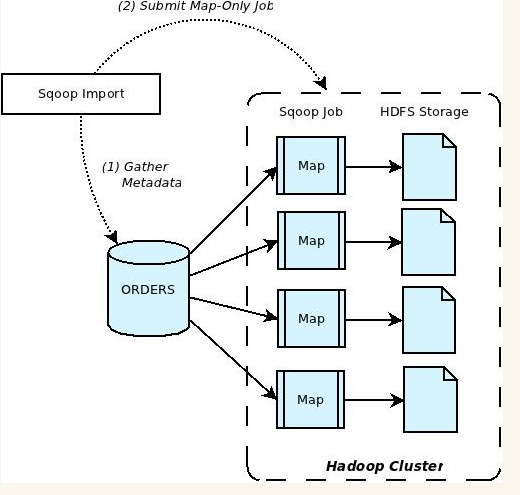 (2) Submit Map-Only Job
Sqoop Import
Sqoop Job
HDFS Storage
(1) Gather
Metadata
Map
Map
ORDERS
Map
Map
Hadoop Cluster